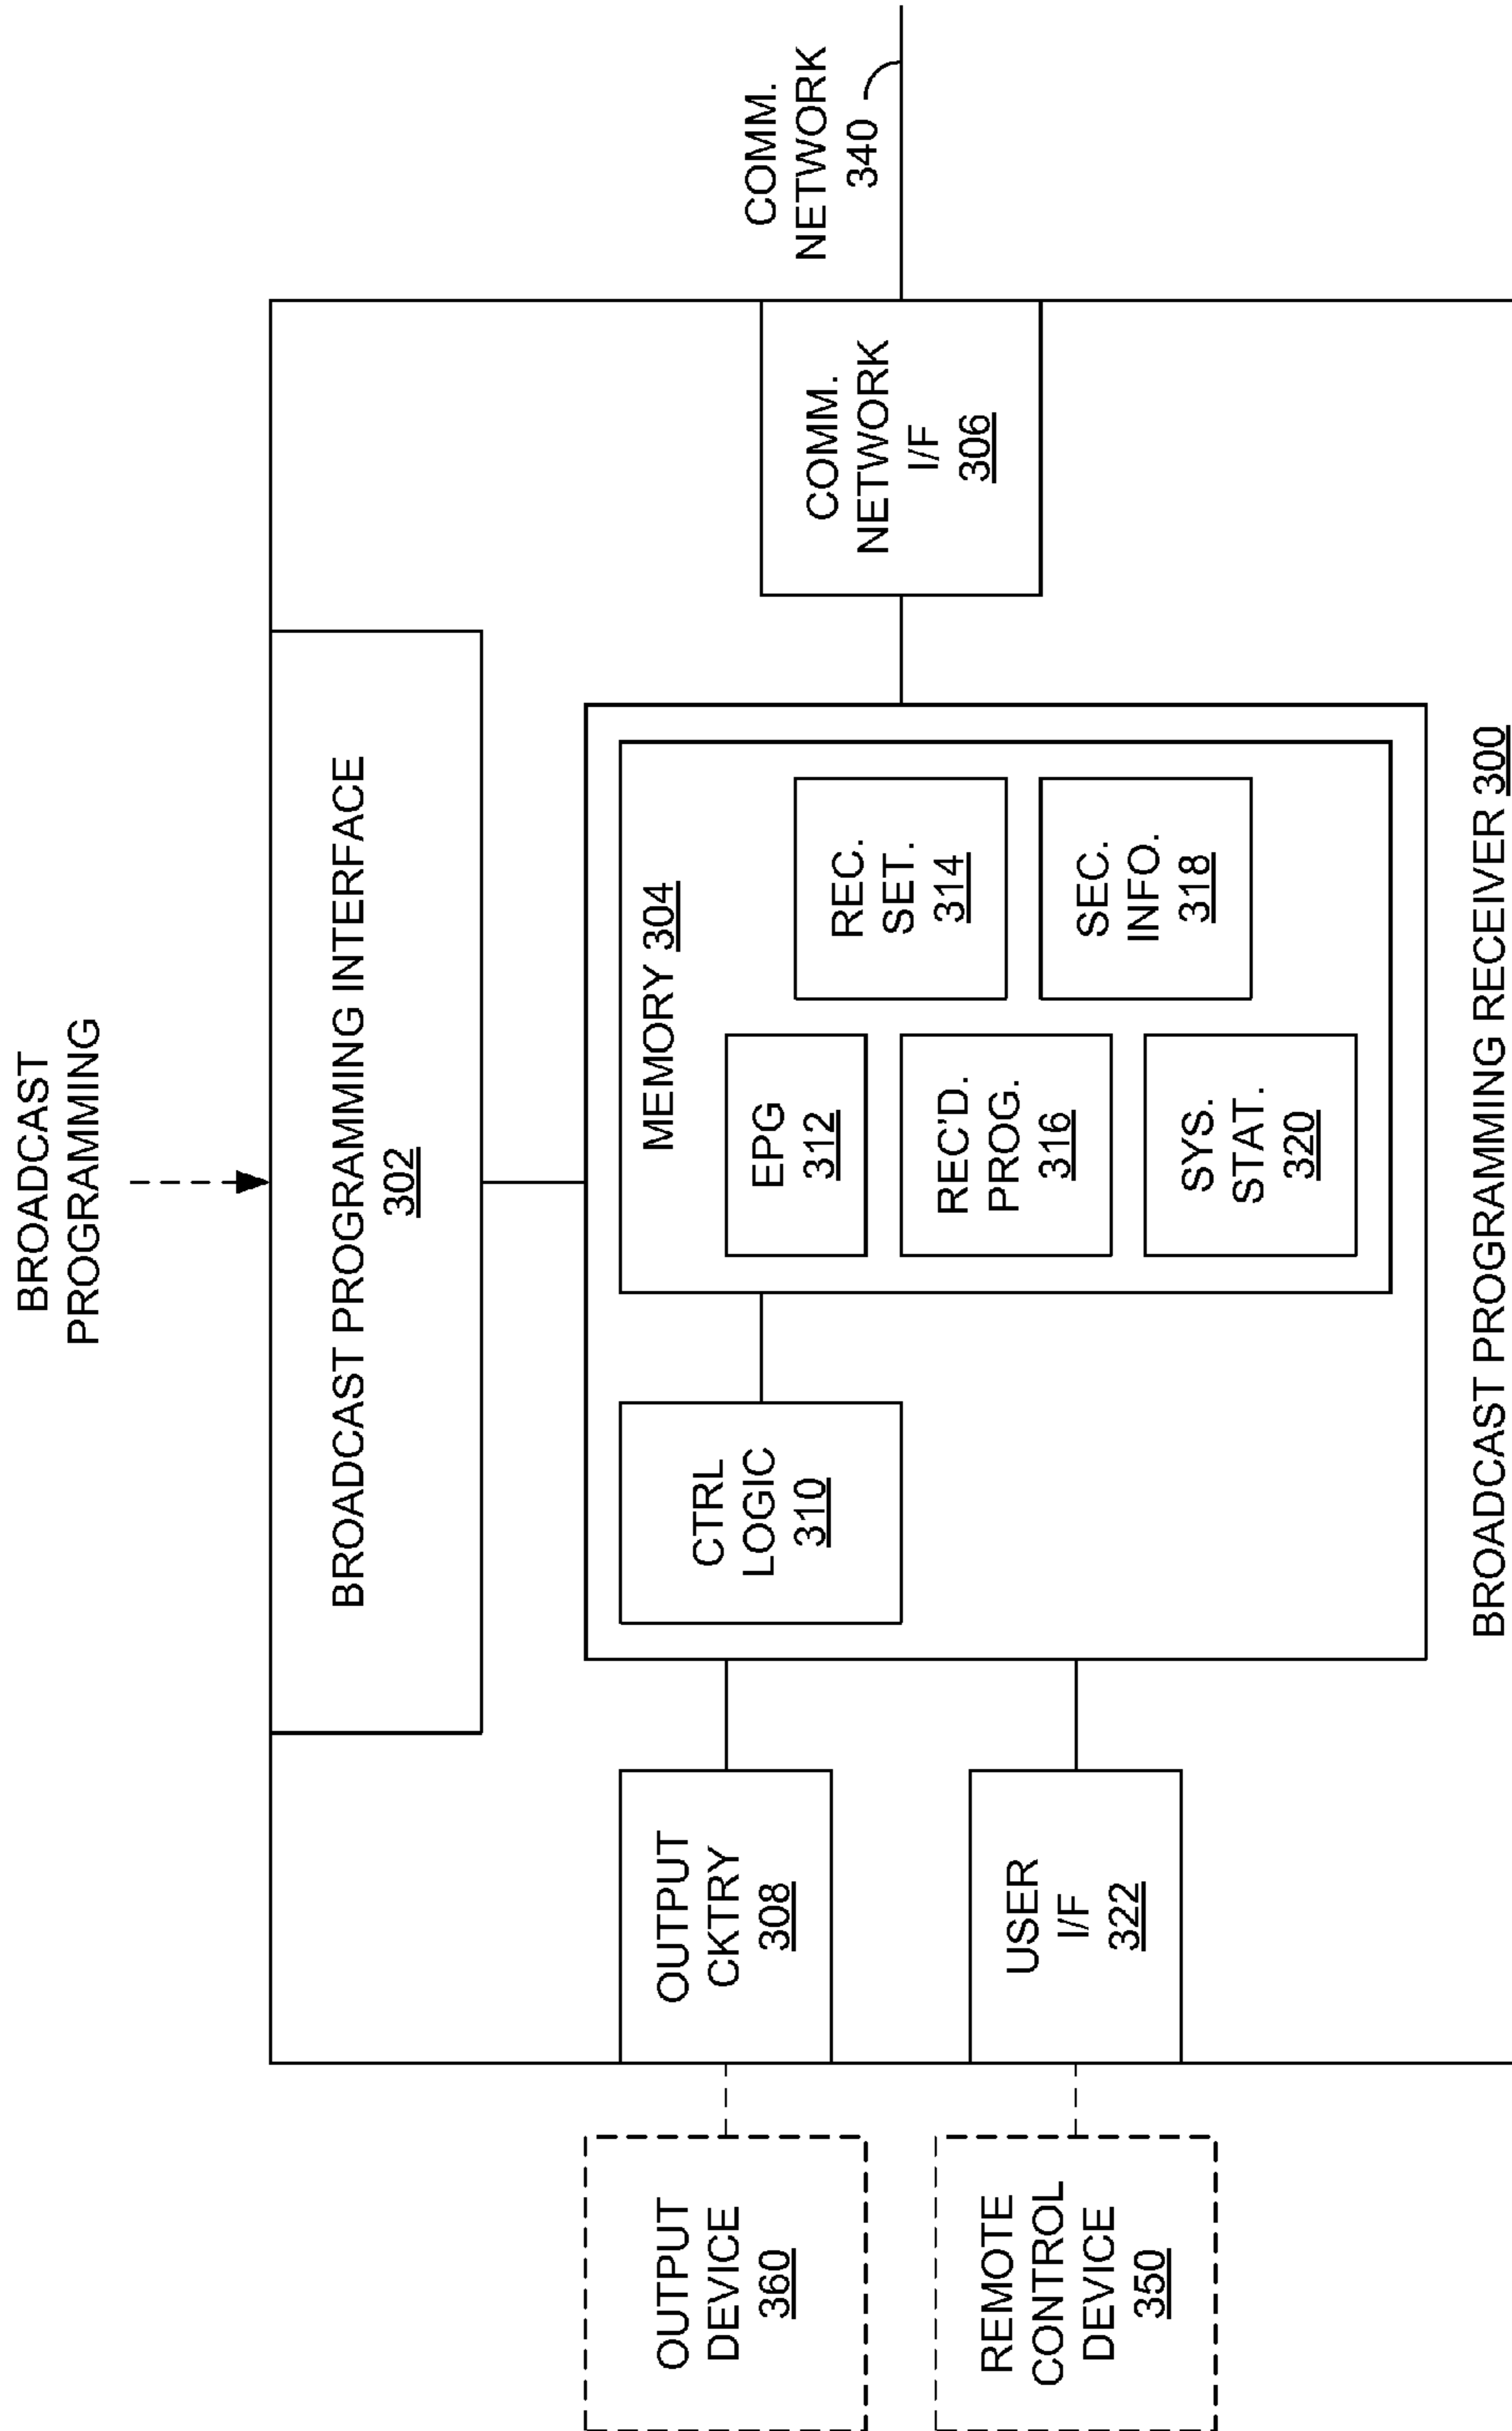 BROADCAST
PROGRAMMING
BROADCAST PROGRAMMING INTERFACE
302
OUTPUT
DEVICE
360
OUTPUT
CKTRY
308
CTRL
LOGIC
310
MEMORY 304
EPG
312
REC.
SET.
314
REC'D.
PROG.
316
SEC.
INFO.
318
SYS.
STAT.
320
COMM.
NETWORK
I/F
306
COMM.
NETWORK
340
REMOTE
CONTROL
DEVICE
350
USER
I/F
322
BROADCAST PROGRAMMING RECEIVER 300